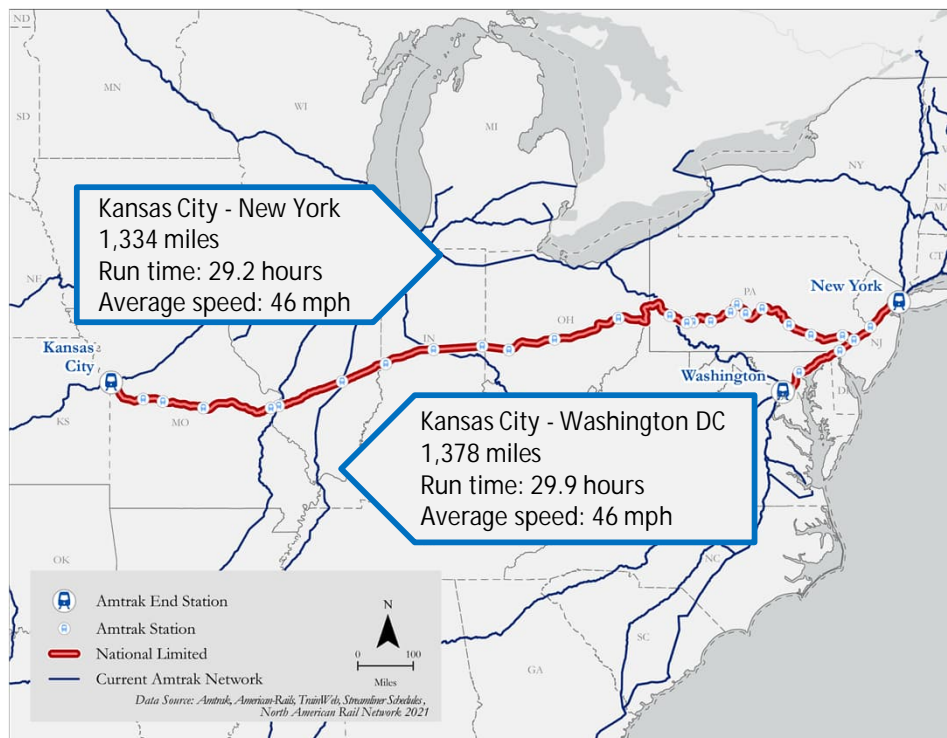 ND
MN
SD
WI
MI
NY
V
N
MA
CT
Kansas City - New York
1,334 miles
Run time: 29.2 hours
Average speed: 46 mph
NE
New York
PA
OH
IN
NJ
Kansas
City
Washington
DE
KS
MO
Kansas City - Washington DC
1,378 miles
Run time: 29.9 hours
Average speed: 46 mph
OK
NC
SC
GA
Amtrak End Station
Amtrak Station
National Limited
Current Amtrak Network
N
0 100
Miles
Data Source: Amtrak, American-Rails, TrainWeb, Streamliner Schedules,
North American Rail Network 2021